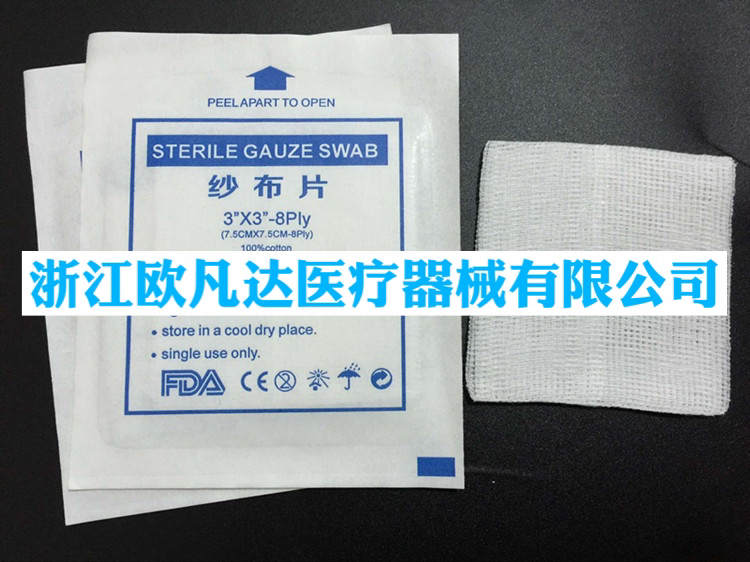 PEEL APART TO OPEN
STERILE GAUZE SWAB
纱布片
3”X3”-8Ply
(7.5CMX7.5CM-8Ply)
100%cotton
浙江欧凡达医疗器械有限公司
• store in a cool dry place.
• single use only.
FDA CE 2